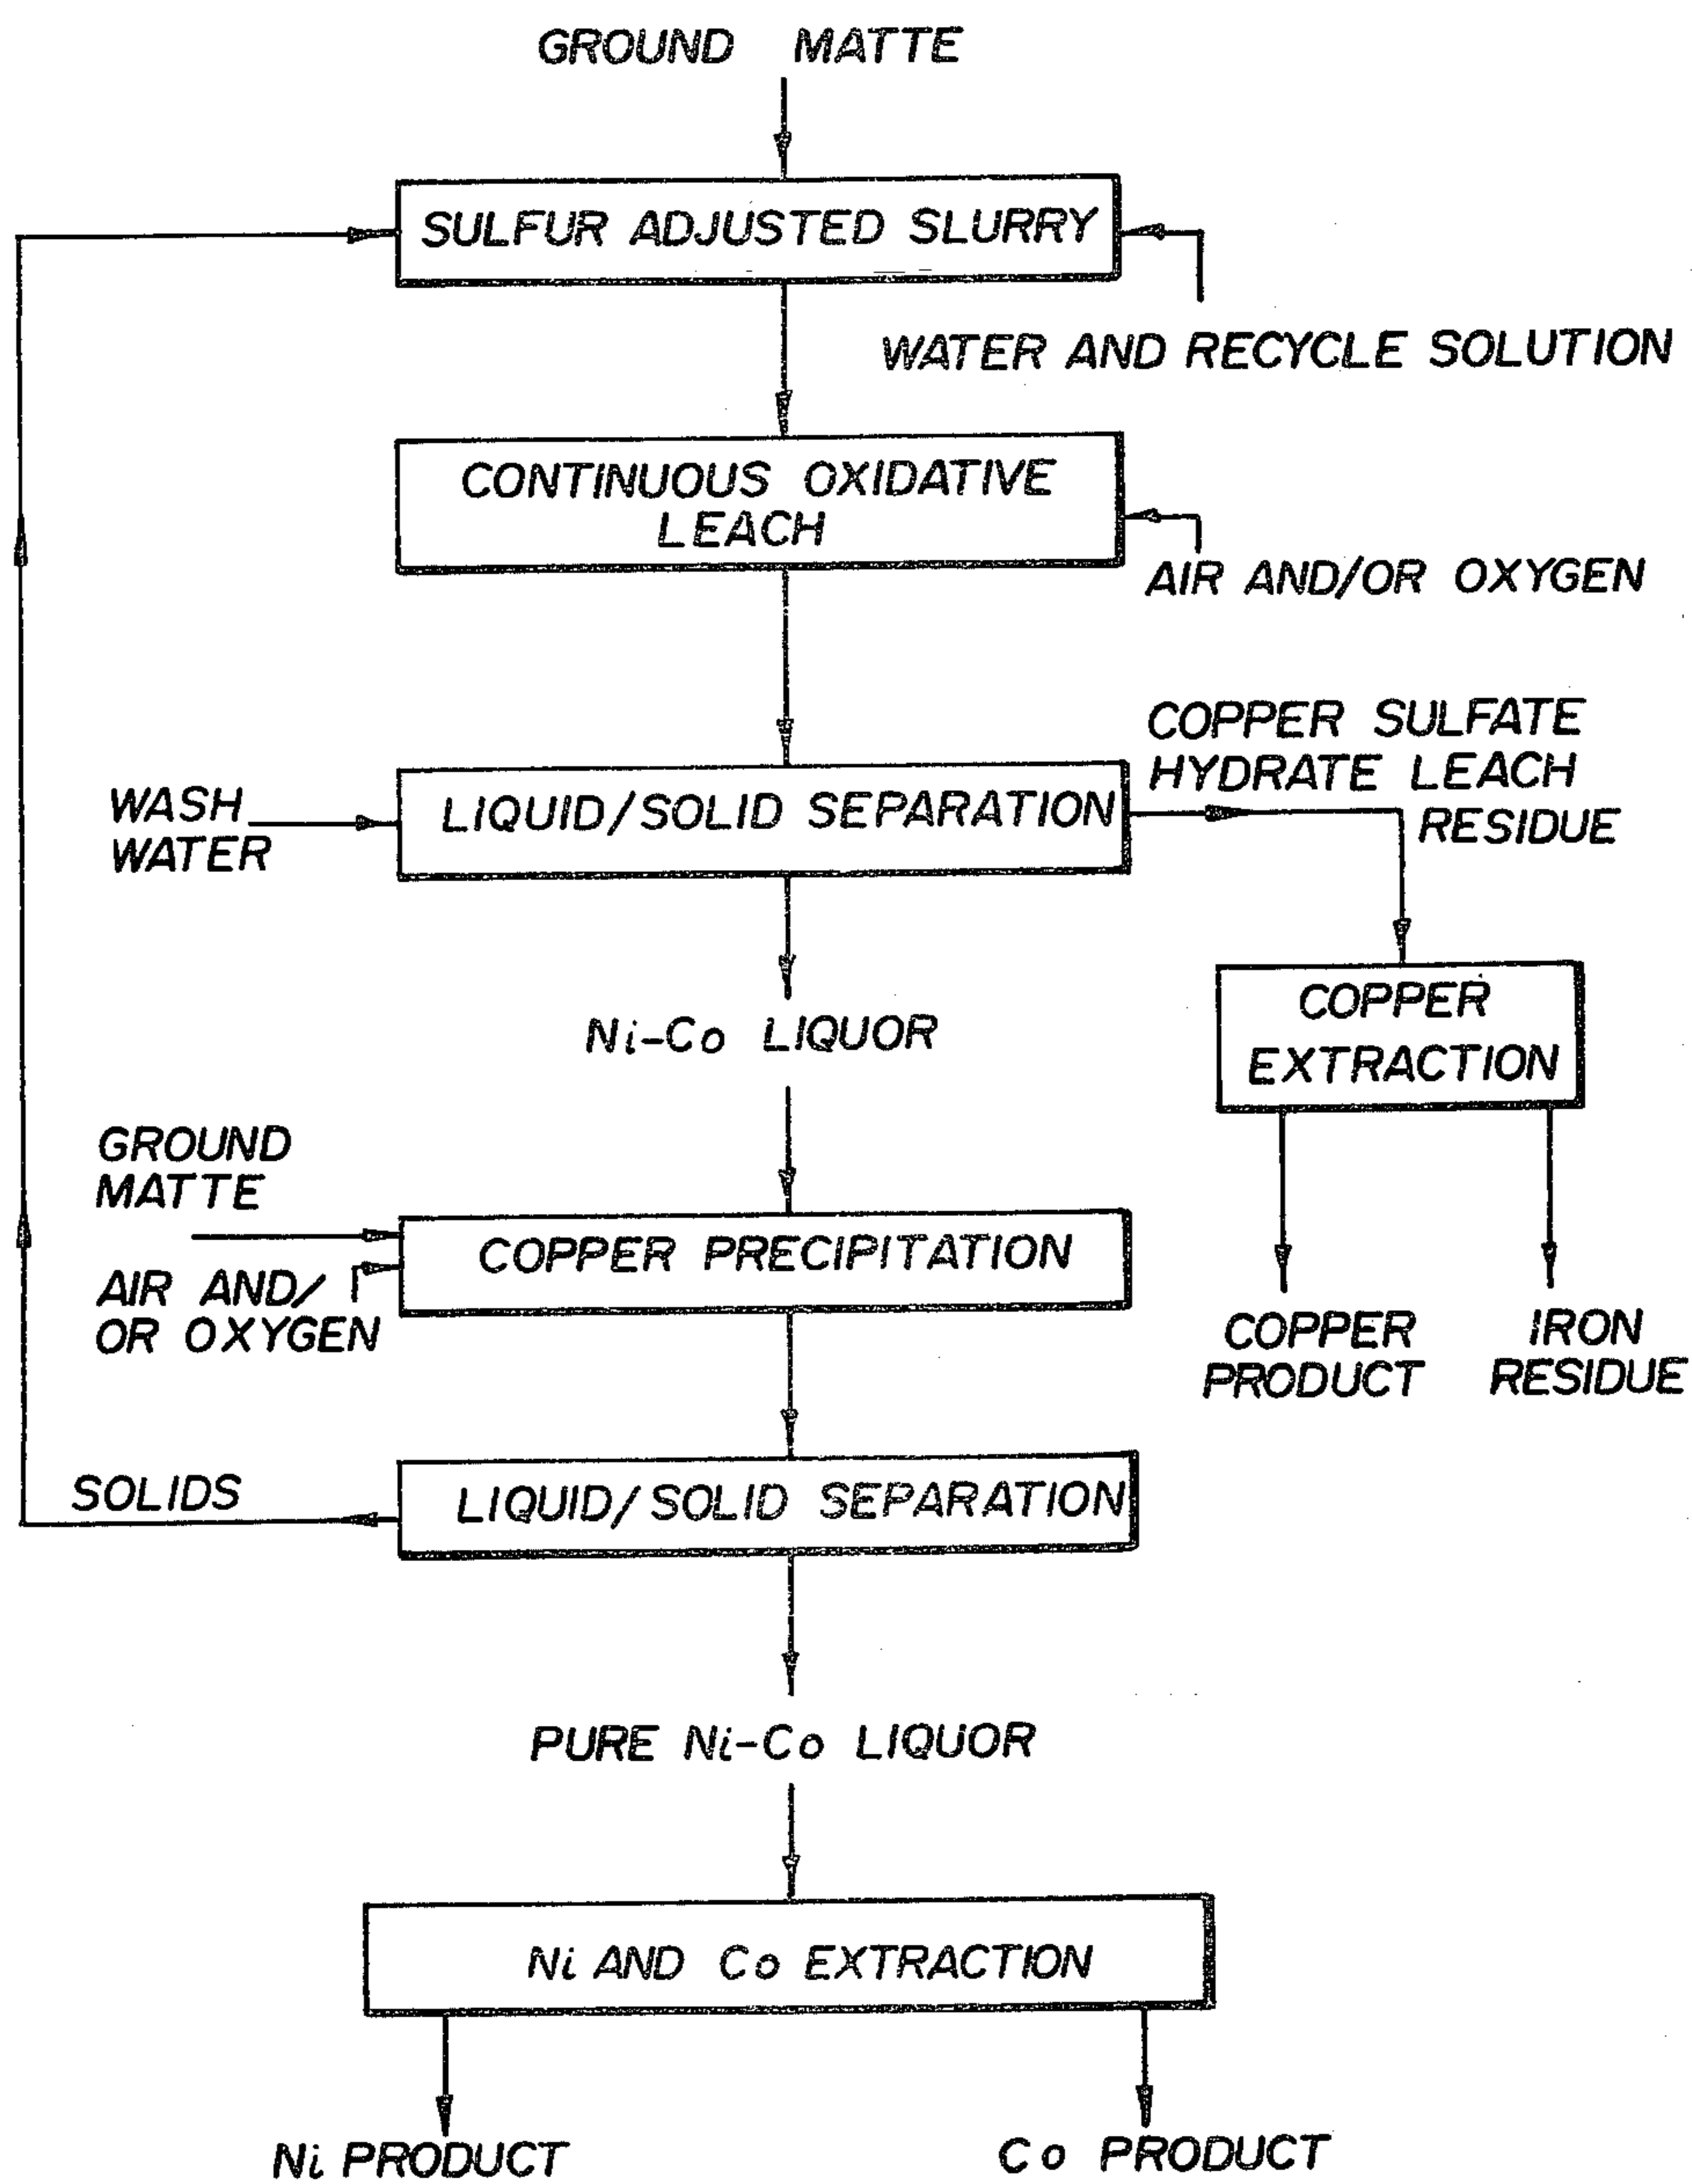 GROUND MATTE
SULFUR ADJUSTED SLURRY
WATER AND RECYCLE SOLUTION
CONTINUOUS OXIDATIVE
LEACH
AIR AND/OR OXYGEN
COPPER SULFATE
HYDRATE LEACH
RESIDUE
WASH
WATER
LIQUID/SOLID SEPARATION
COPPER
EXTRACTION
Ni-Co LIQUOR
GROUND
MATTE
AIR AND/
OR OXYGEN
COPPER PRECIPITATION
COPPER
PRODUCT
IRON
RESIDUE
SOLIDS
LIQUID/SOLID SEPARATION
PURE Ni-Co LIQUOR
Ni AND Co EXTRACTION
Ni PRODUCT
Co PRODUCT